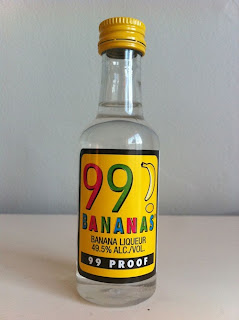 99
BANANAS
BANANA LIQUEUR
49.5% ALC./VOL.
99 PROOF